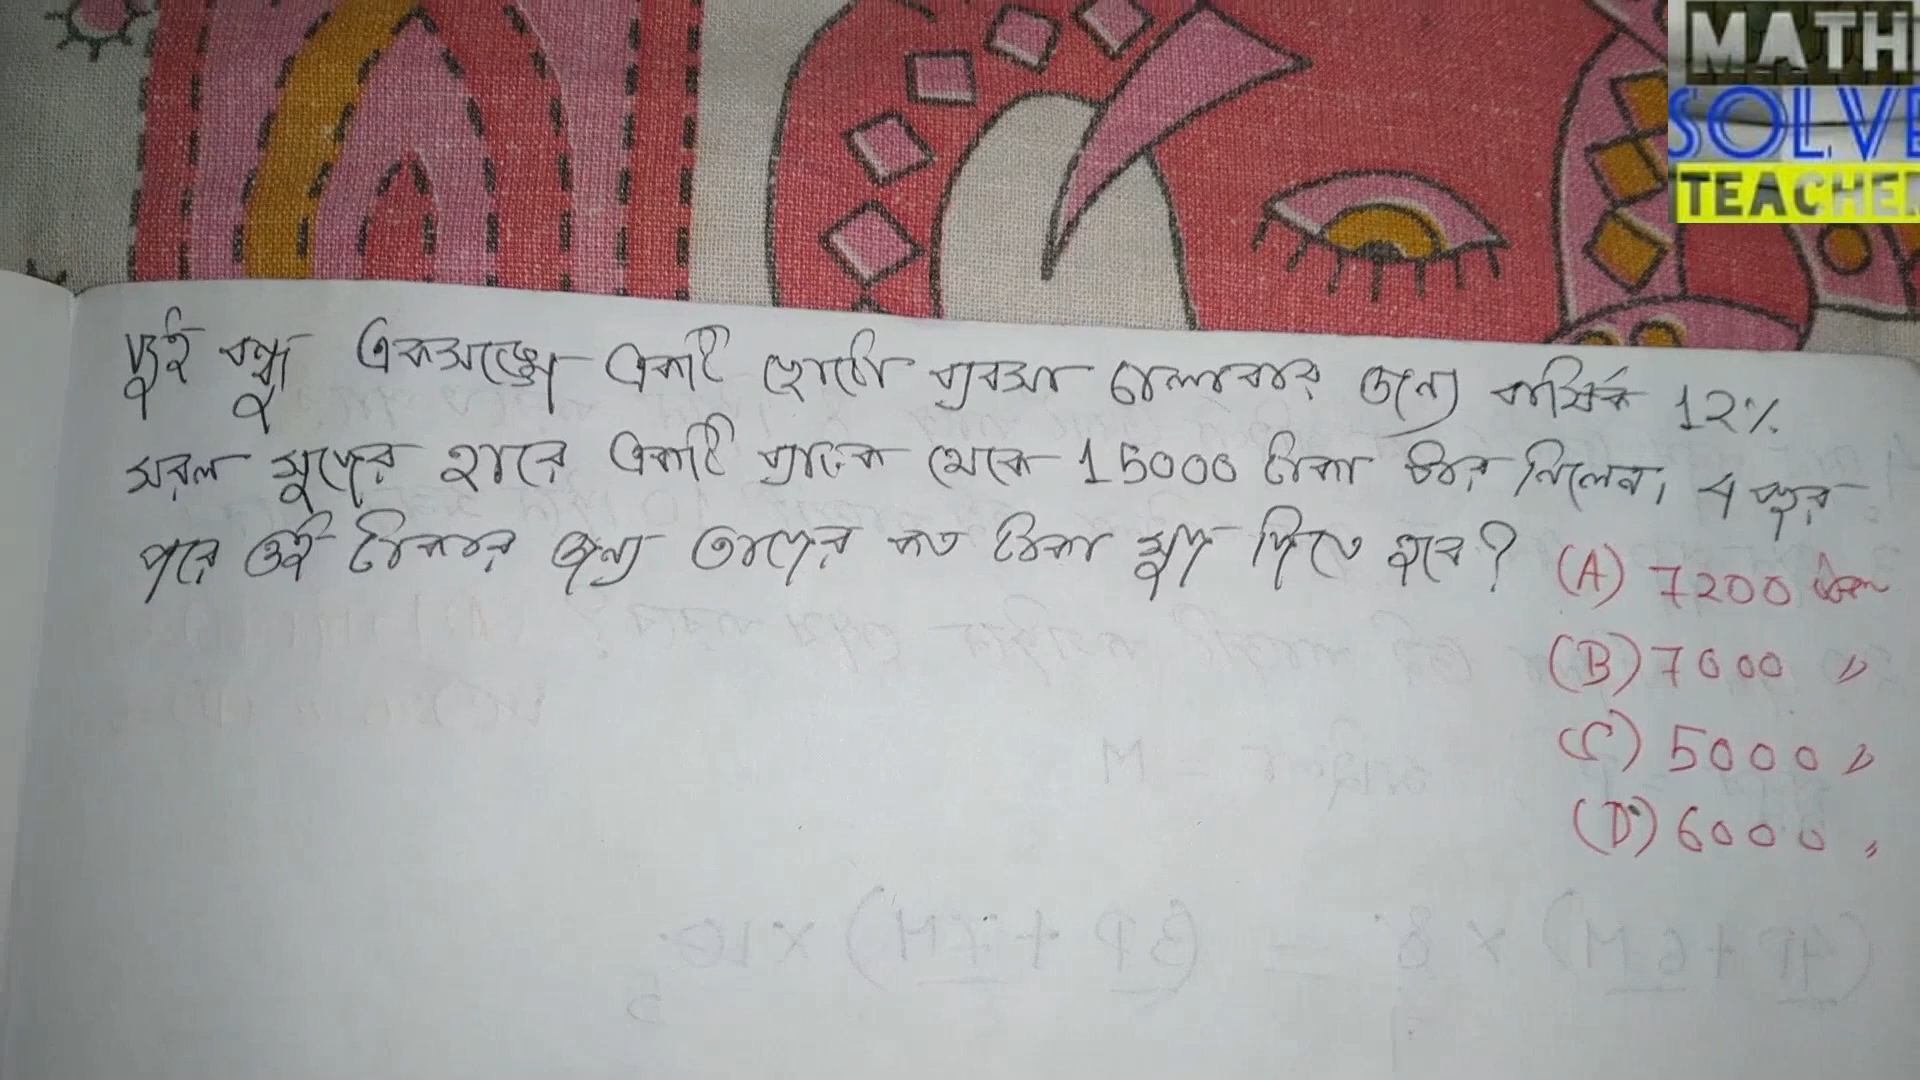 MATH
SOLVE
TEACHER
দুই বন্ধু একসঙ্গে একটি ছোটো ব্যবসা চালাবার জন্যে বার্ষিক 12%
সরল সুদের হারে একটি ব্যাংক থেকে 15000 টাকা ধার নিলেন। 4 বছর
পরে ওই টাকার জন্য তাদের কত টাকা সুদ দিতে হবে?
(A) 7200 টাকা
(B) 7000 "
(C) 5000 "
(D) 6000 "